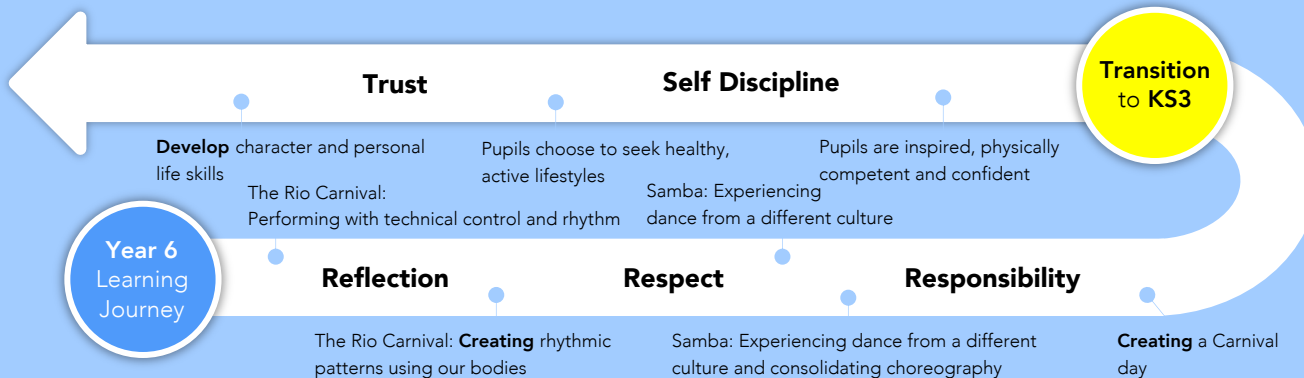 Trust
Self Discipline
Transition
to KS3
Develop character and personal
life skills
Pupils choose to seek healthy,
active lifestyles
Pupils are inspired, physically
competent and confident
The Rio Carnival:
Performing with technical control and rhythm
Samba: Experiencing
dance from a different culture
Year 6
Learning
Journey
Reflection
Respect
Responsibility
The Rio Carnival: Creating rhythmic
patterns using our bodies
Samba: Experiencing dance from a different
culture and consolidating choreography
Creating a Carnival
day